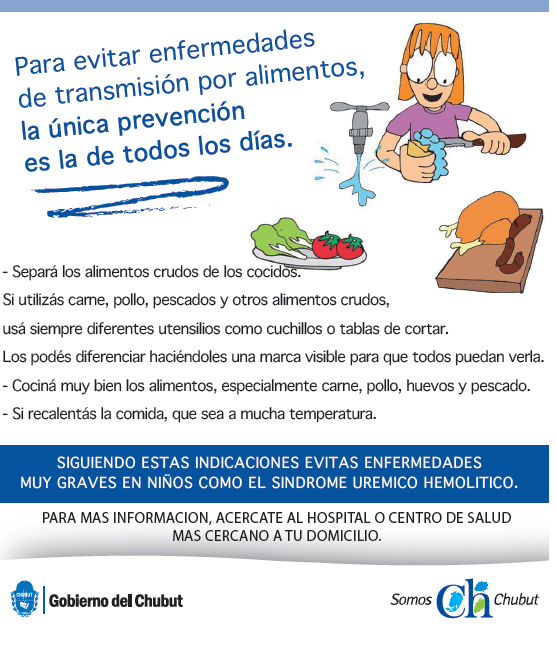 Para evitar enfermedades
de transmisión por alimentos,
la única prevención
es la de todos los días.
- Separá los alimentos crudos de los cocidos.
Si utilizás carne, pollo, pescados y otros alimentos crudos,
usá siempre diferentes utensilios como cuchillos o tablas de cortar.
Los podés diferenciar haciéndoles una marca visible para que todos puedan verla.
- Cociná muy bien los alimentos, especialmente carne, pollo, huevos y pescado.
- Si recalentás la comida, que sea a mucha temperatura.
SIGUIENDO ESTAS INDICACIONES EVITAS ENFERMEDADES
MUY GRAVES EN NIÑOS COMO EL SINDROME UREMICO HEMOLITICO.
PARA MAS INFORMACION, ACERCATE AL HOSPITAL O CENTRO DE SALUD
MAS CERCANO A TU DOMICILIO.
CHUBUT
Gobierno del Chubut
Somos Ch Chubut